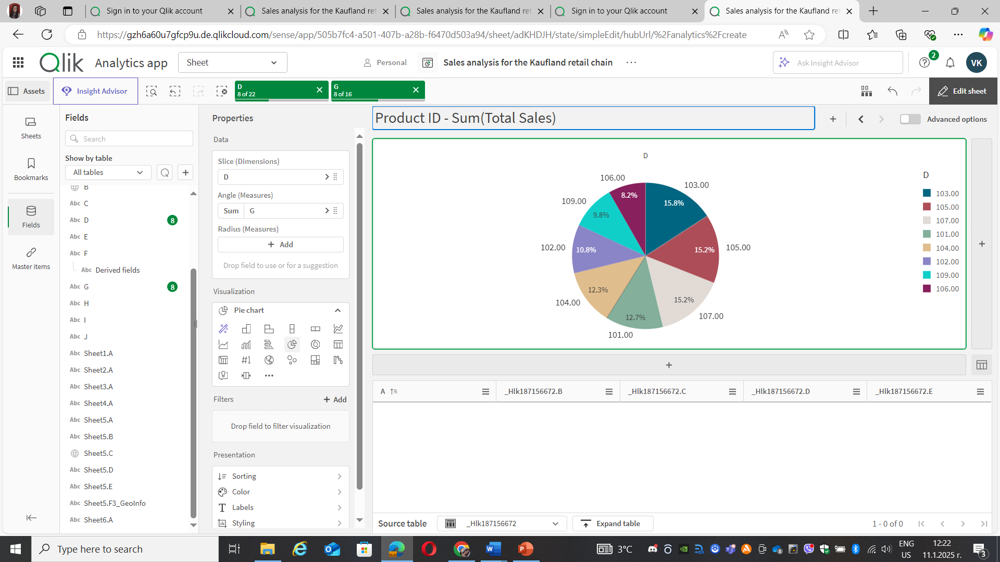 Sign in to your Qlik account
Sales analysis for the Kaufland ret
Sales analysis for the Kaufland ret
Sign in to your Qlik account
Sales analysis for the Kaufland ret
https://gzh6a60u7gfcp9u.de.qlikcloud.com/sense/app/505b7fc4-a501-407b-a28b-f6470d503a94/sheet/adKHDJH/state/simpleEdit/hubUrl/%2Fanalytics%2Fcreate
Qlik
Analytics app
Sheet
Personal
Sales analysis for the Kaufland retail chain
Ask Insight Advisor
2
VK
Assets
Insight Advisor
D
8 of 22
G
8 of 16
Edit sheet
Sheets
Bookmarks
Fields
Master items
Fields
Search
Show by table
All tables
B
Abc C
Abc D 8
Abc E
Abc F
Abc Derived fields
Abc G 8
Abc H
Abc I
Abc J
Abc Sheet1.A
Abc Sheet2.A
Abc Sheet3.A
Abc Sheet4.A
Abc Sheet5.A
Abc Sheet5.B
Sheet5.C
Abc Sheet5.D
Abc Sheet5.E
Abc Sheet5.F3_GeoInfo
Abc Sheet6.A
Properties
Data
Slice (Dimensions)
D
Angle (Measures)
Sum G
Radius (Measures)
Add
Drop field to use or for a suggestion
Visualization
Pie chart
#1
Filters
Add
Drop field to filter visualization
Presentation
Sorting
Color
Labels
Styling
Product ID - Sum(Total Sales)
Advanced options
D
106.00
103.00
109.00
8.2%
15.8%
9.8%
102.00
10.8%
15.2%
105.00
12.3%
104.00
15.2%
12.7%
107.00
101.00
D
103.00
105.00
107.00
101.00
104.00
102.00
109.00
106.00
A
_Hlk187156672.B
_Hlk187156672.C
_Hlk187156672.D
_Hlk187156672.E
Source table
_Hlk187156672
Expand table
1 - 0 of 0
Type here to search
3°C
ENG
US
12:22
11.1.2025 г.
3